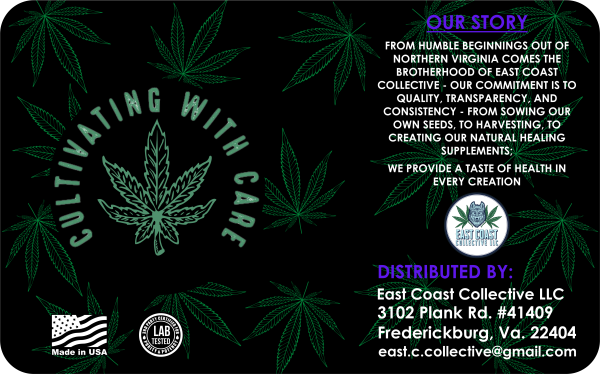 CULTIVATING WITH CARE
OUR STORY
FROM HUMBLE BEGINNINGS OUT OF
NORTHERN VIRGINIA COMES THE
BROTHERHOOD OF EAST COAST
COLLECTIVE - OUR COMMITMENT IS TO
QUALITY, TRANSPARENCY, AND
CONSISTENCY - FROM SOWING OUR
OWN SEEDS, TO HARVESTING, TO
CREATING OUR NATURAL HEALING
SUPPLEMENTS;
WE PROVIDE A TASTE OF HEALTH IN
EVERY CREATION
EAST COAST
COLLECTIVE LLC
DISTRIBUTED BY:
East Coast Collective LLC
3102 Plank Rd. #41409
Frederickburg, Va. 22404
east.c.collective@gmail.com
Made in USA
LAB
TESTED